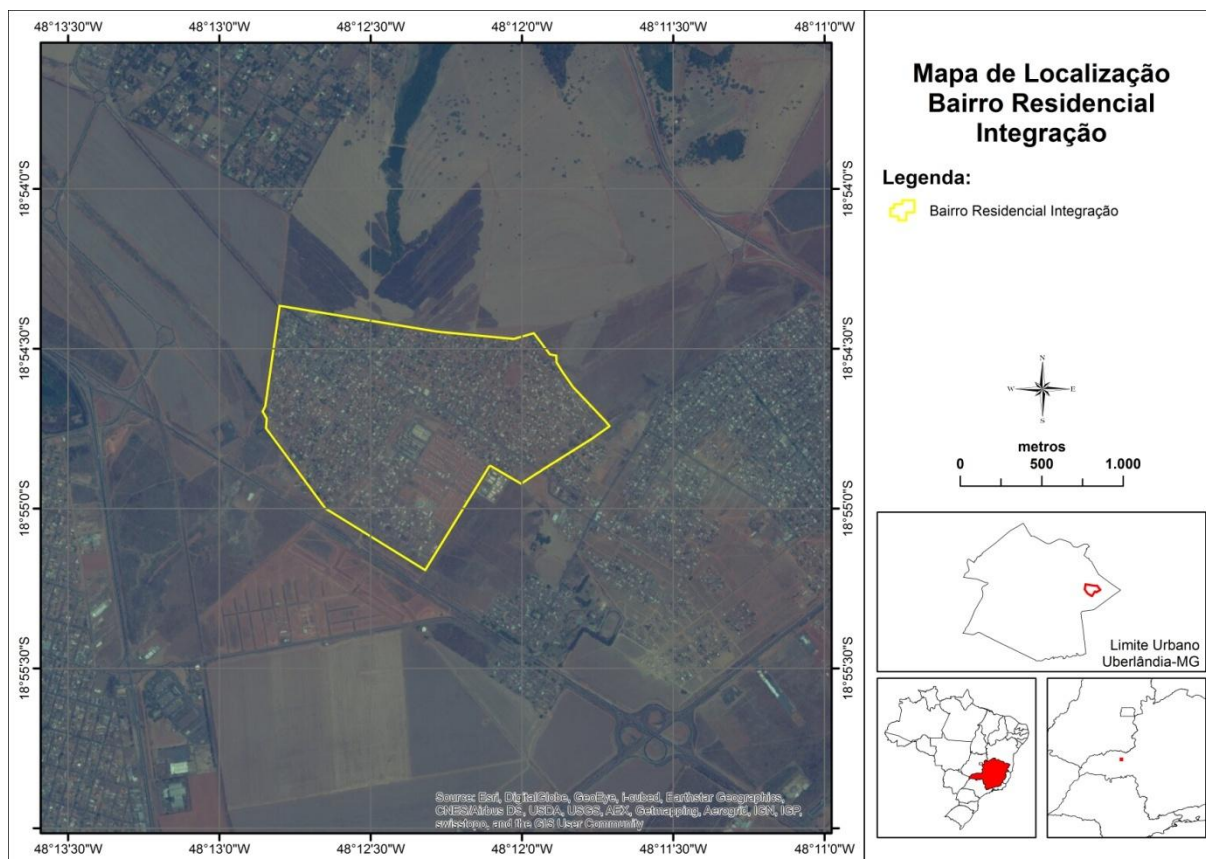 48°13'30"W 48°13'0"W 48°12'30"W 48°12'0"W 48°11'30"W 48°11'0"W
18°54'0"S 18°54'0"S
18°54'30"S 18°54'30"S
18°55'0"S 18°55'0"S
18°55'30"S 18°55'30"S
Source: Esri, DigitalGlobe, GeoEye, i-cubed, Earthstar Geographics,
CNES/Airbus DS, USDA, USGS, AEX, Getmapping, Aerogrid, IGN, IGP,
swisstopo, and the GIS User Community
48°13'30"W 48°13'0"W 48°12'30"W 48°12'0"W 48°11'30"W 48°11'0"W
Mapa de Localização
Bairro Residencial
Integração
Legenda:
Bairro Residencial Integração
N
W E
S
metros
0 500 1.000
Limite Urbano
Uberlândia-MG